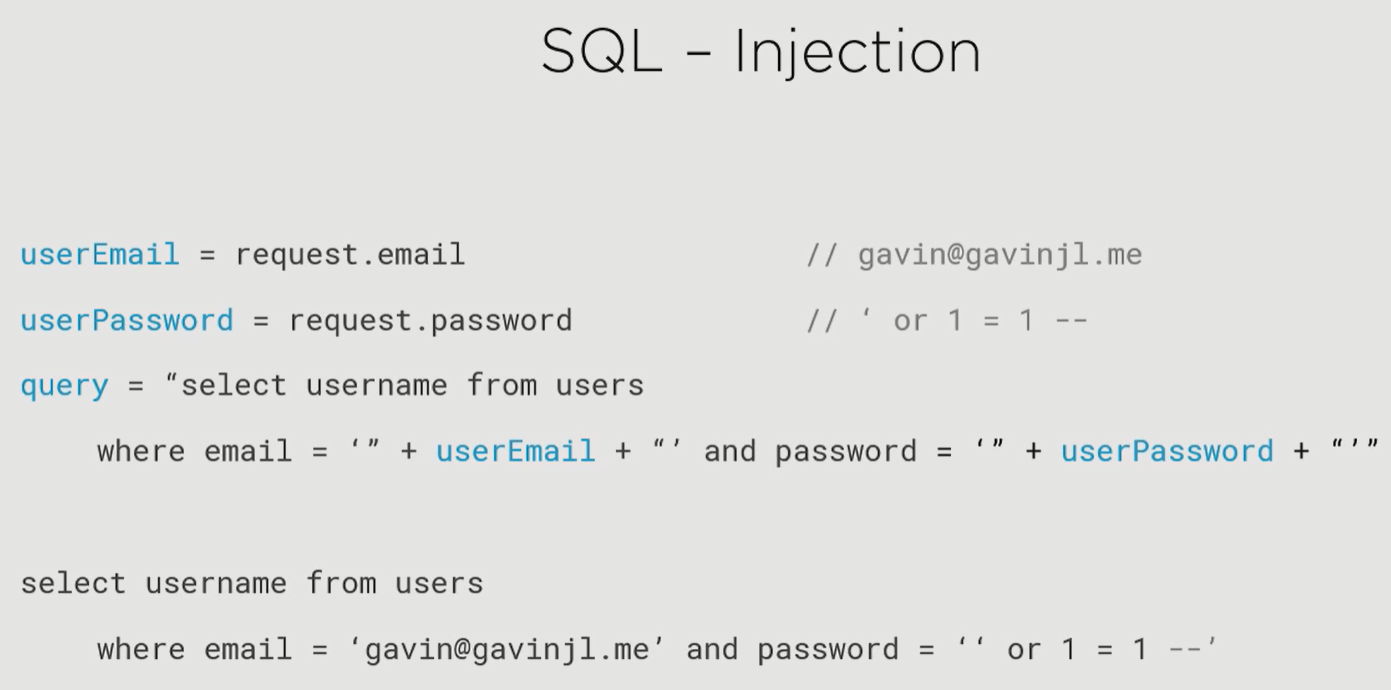 SQL – Injection
userEmail = request.email // gavin@gavinjl.me
userPassword = request.password // ‘ or 1 = 1 --
query = “select username from users
where email = ‘” + userEmail + “’ and password = ‘” + userPassword + “’”
select username from users
where email = ‘gavin@gavinjl.me’ and password = ‘‘ or 1 = 1 --’